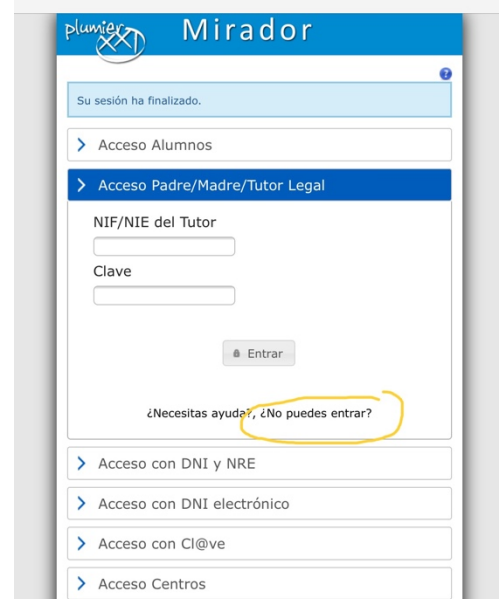 plumier
XXI
Mirador
?
Su sesión ha finalizado.
Acceso Alumnos
Acceso Padre/Madre/Tutor Legal
NIF/NIE del Tutor
Clave
Entrar
¿Necesitas ayuda?, ¿No puedes entrar?
Acceso con DNI y NRE
Acceso con DNI electrónico
Acceso con Cl@ve
Acceso Centros